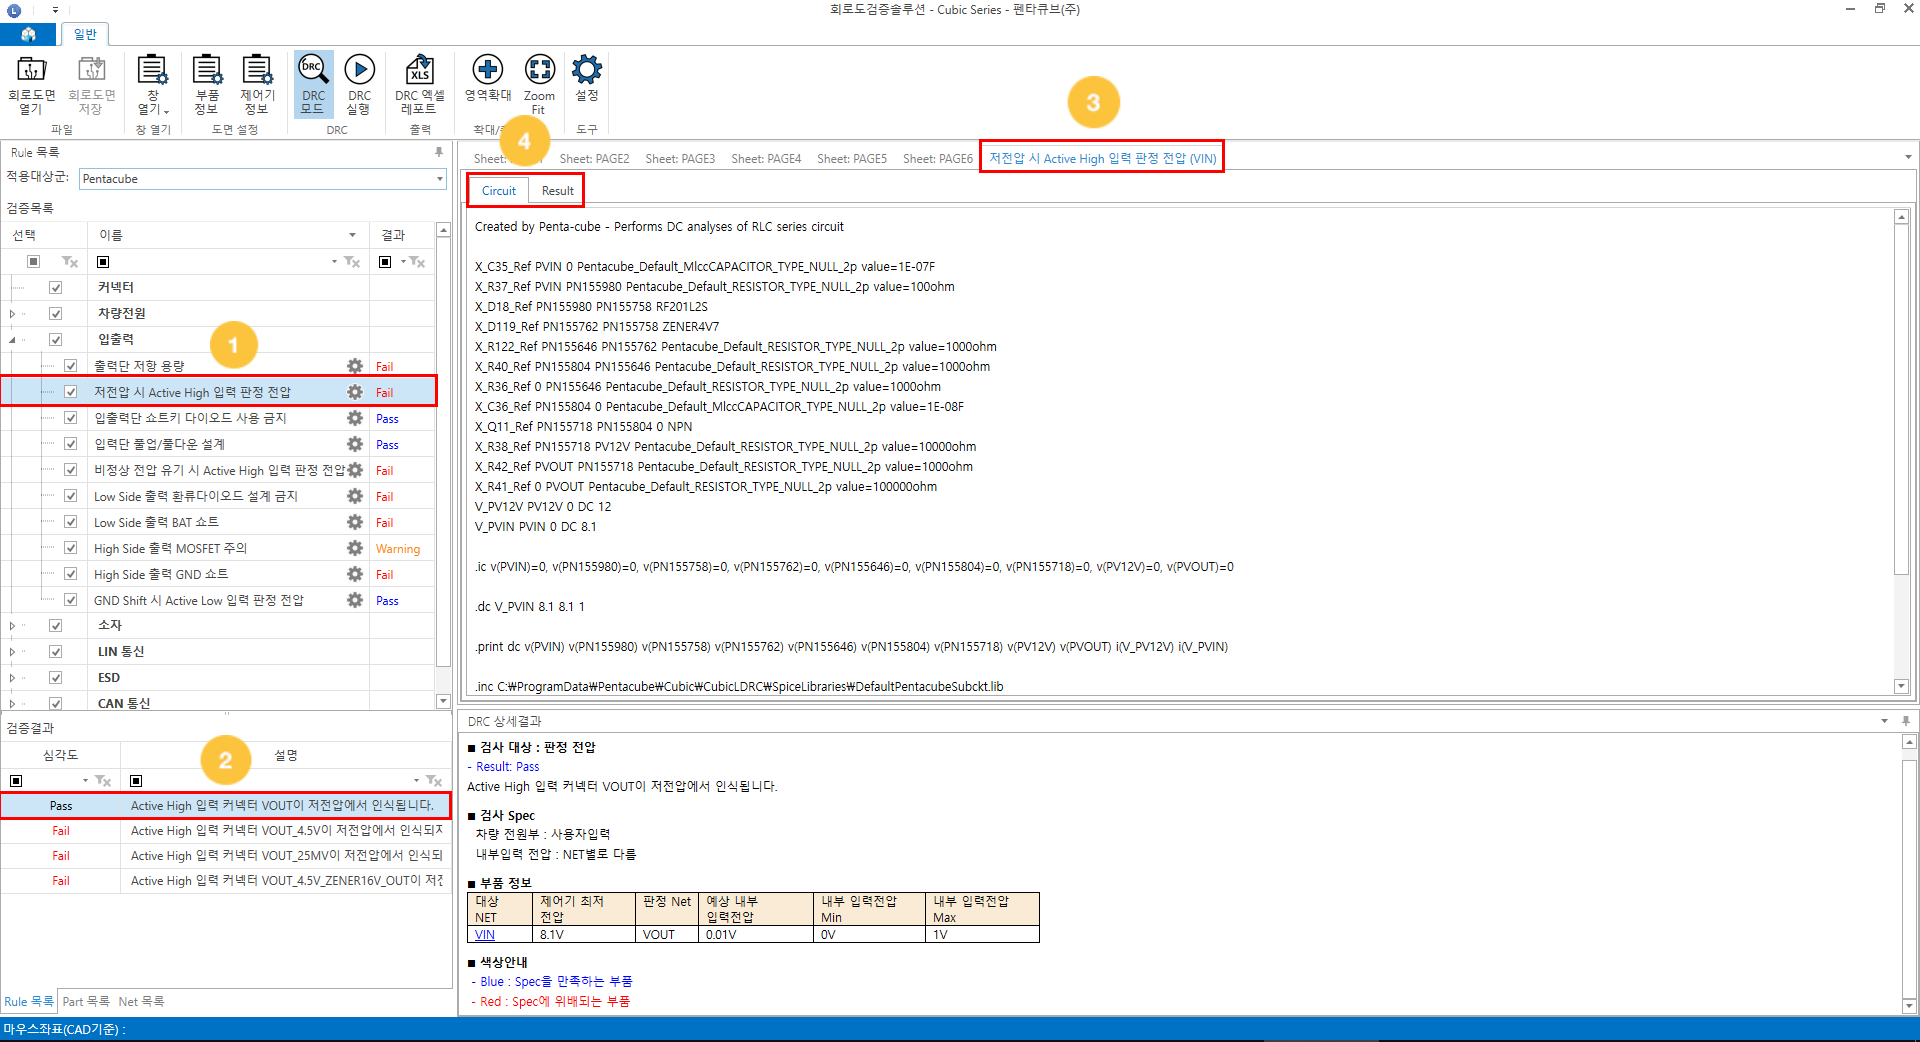 회로도검증솔루션 - Cubic Series - 펜타큐브(주)
일반
회로도면 열기
회로도면 저장
창 열기
부품 정보
제어기 정보
DRC 모드
DRC 실행
DRC 엑셀 레포트
영역확대
Zoom Fit
설정
파일
창 열기
도면 설정
DRC
출력
확대/
도구
3
4
Rule 목록
적용대상군:
Pentacube
검증목록
선택 이름 결과
커넥터
차량전원
입출력
1
출력단 저항 용량 Fail
저전압 시 Active High 입력 판정 전압 Fail
입출력단 쇼트키 다이오드 사용 금지 Pass
입력단 풀업/풀다운 설계 Pass
비정상 전압 유기 시 Active High 입력 판정 전압 Fail
Low Side 출력 환류다이오드 설계 금지 Fail
Low Side 출력 BAT 쇼트 Fail
High Side 출력 MOSFET 주의 Warning
High Side 출력 GND 쇼트 Fail
GND Shift 시 Active Low 입력 판정 전압 Pass
소자
LIN 통신
ESD
CAN 통신
검증결과
심각도 2 설명
Pass Active High 입력 커넥터 VOUT이 저전압에서 인식됩니다.
Fail Active High 입력 커넥터 VOUT_4.5V이 저전압에서 인식되지
Fail Active High 입력 커넥터 VOUT_25MV이 저전압에서 인식되
Fail Active High 입력 커넥터 VOUT_4.5V_ZENER16V_OUT이 저전
Rule 목록 Part 목록 Net 목록
마우스좌표(CAD기준) :
Sheet: Sheet: PAGE2 Sheet: PAGE3 Sheet: PAGE4 Sheet: PAGE5 Sheet: PAGE6 저전압 시 Active High 입력 판정 전압 (VIN)
Circuit Result
Created by Penta-cube - Performs DC analyses of RLC series circuit
X_C35_Ref PVIN 0 Pentacube_Default_MlccCAPACITOR_TYPE_NULL_2p value=1E-07F
X_R37_Ref PVIN PN155980 Pentacube_Default_RESISTOR_TYPE_NULL_2p value=100ohm
X_D18_Ref PN155980 PN155758 RF201L2S
X_D119_Ref PN155762 PN155758 ZENER4V7
X_R122_Ref PN155646 PN155762 Pentacube_Default_RESISTOR_TYPE_NULL_2p value=1000ohm
X_R40_Ref PN155804 PN155646 Pentacube_Default_RESISTOR_TYPE_NULL_2p value=1000ohm
X_R36_Ref 0 PN155646 Pentacube_Default_RESISTOR_TYPE_NULL_2p value=1000ohm
X_C36_Ref PN155804 0 Pentacube_Default_MlccCAPACITOR_TYPE_NULL_2p value=1E-08F
X_Q11_Ref PN155718 PN155804 0 NPN
X_R38_Ref PN155718 PV12V Pentacube_Default_RESISTOR_TYPE_NULL_2p value=10000ohm
X_R42_Ref PVOUT PN155718 Pentacube_Default_RESISTOR_TYPE_NULL_2p value=1000ohm
X_R41_Ref 0 PVOUT Pentacube_Default_RESISTOR_TYPE_NULL_2p value=100000ohm
V_PV12V PV12V 0 DC 12
V_PVIN PVIN 0 DC 8.1
.ic v(PVIN)=0, v(PN155980)=0, v(PN155758)=0, v(PN155762)=0, v(PN155646)=0, v(PN155804)=0, v(PN155718)=0, v(PV12V)=0, v(PVOUT)=0
.dc V_PVIN 8.1 8.1 1
.print dc v(PVIN) v(PN155980) v(PN155758) v(PN155762) v(PN155646) v(PN155804) v(PN155718) v(PV12V) v(PVOUT) i(V_PV12V) i(V_PVIN)
.inc C:₩ProgramData₩Pentacube₩Cubic₩CubicLDRC₩SpiceLibraries₩DefaultPentacubeSubckt.lib
DRC 상세결과
■ 검사 대상 : 판정 전압
- Result: Pass
Active High 입력 커넥터 VOUT이 저전압에서 인식됩니다.
■ 검사 Spec
차량 전원부 : 사용자입력
내부입력 전압 : NET별로 다름
■ 부품 정보
대상 NET 제어기 최저 전압 판정 Net 예상 내부 입력전압 내부 입력전압 Min 내부 입력전압 Max
VIN 8.1V VOUT 0.01V 0V 1V
■ 색상안내
- Blue : Spec을 만족하는 부품
- Red : Spec에 위배되는 부품